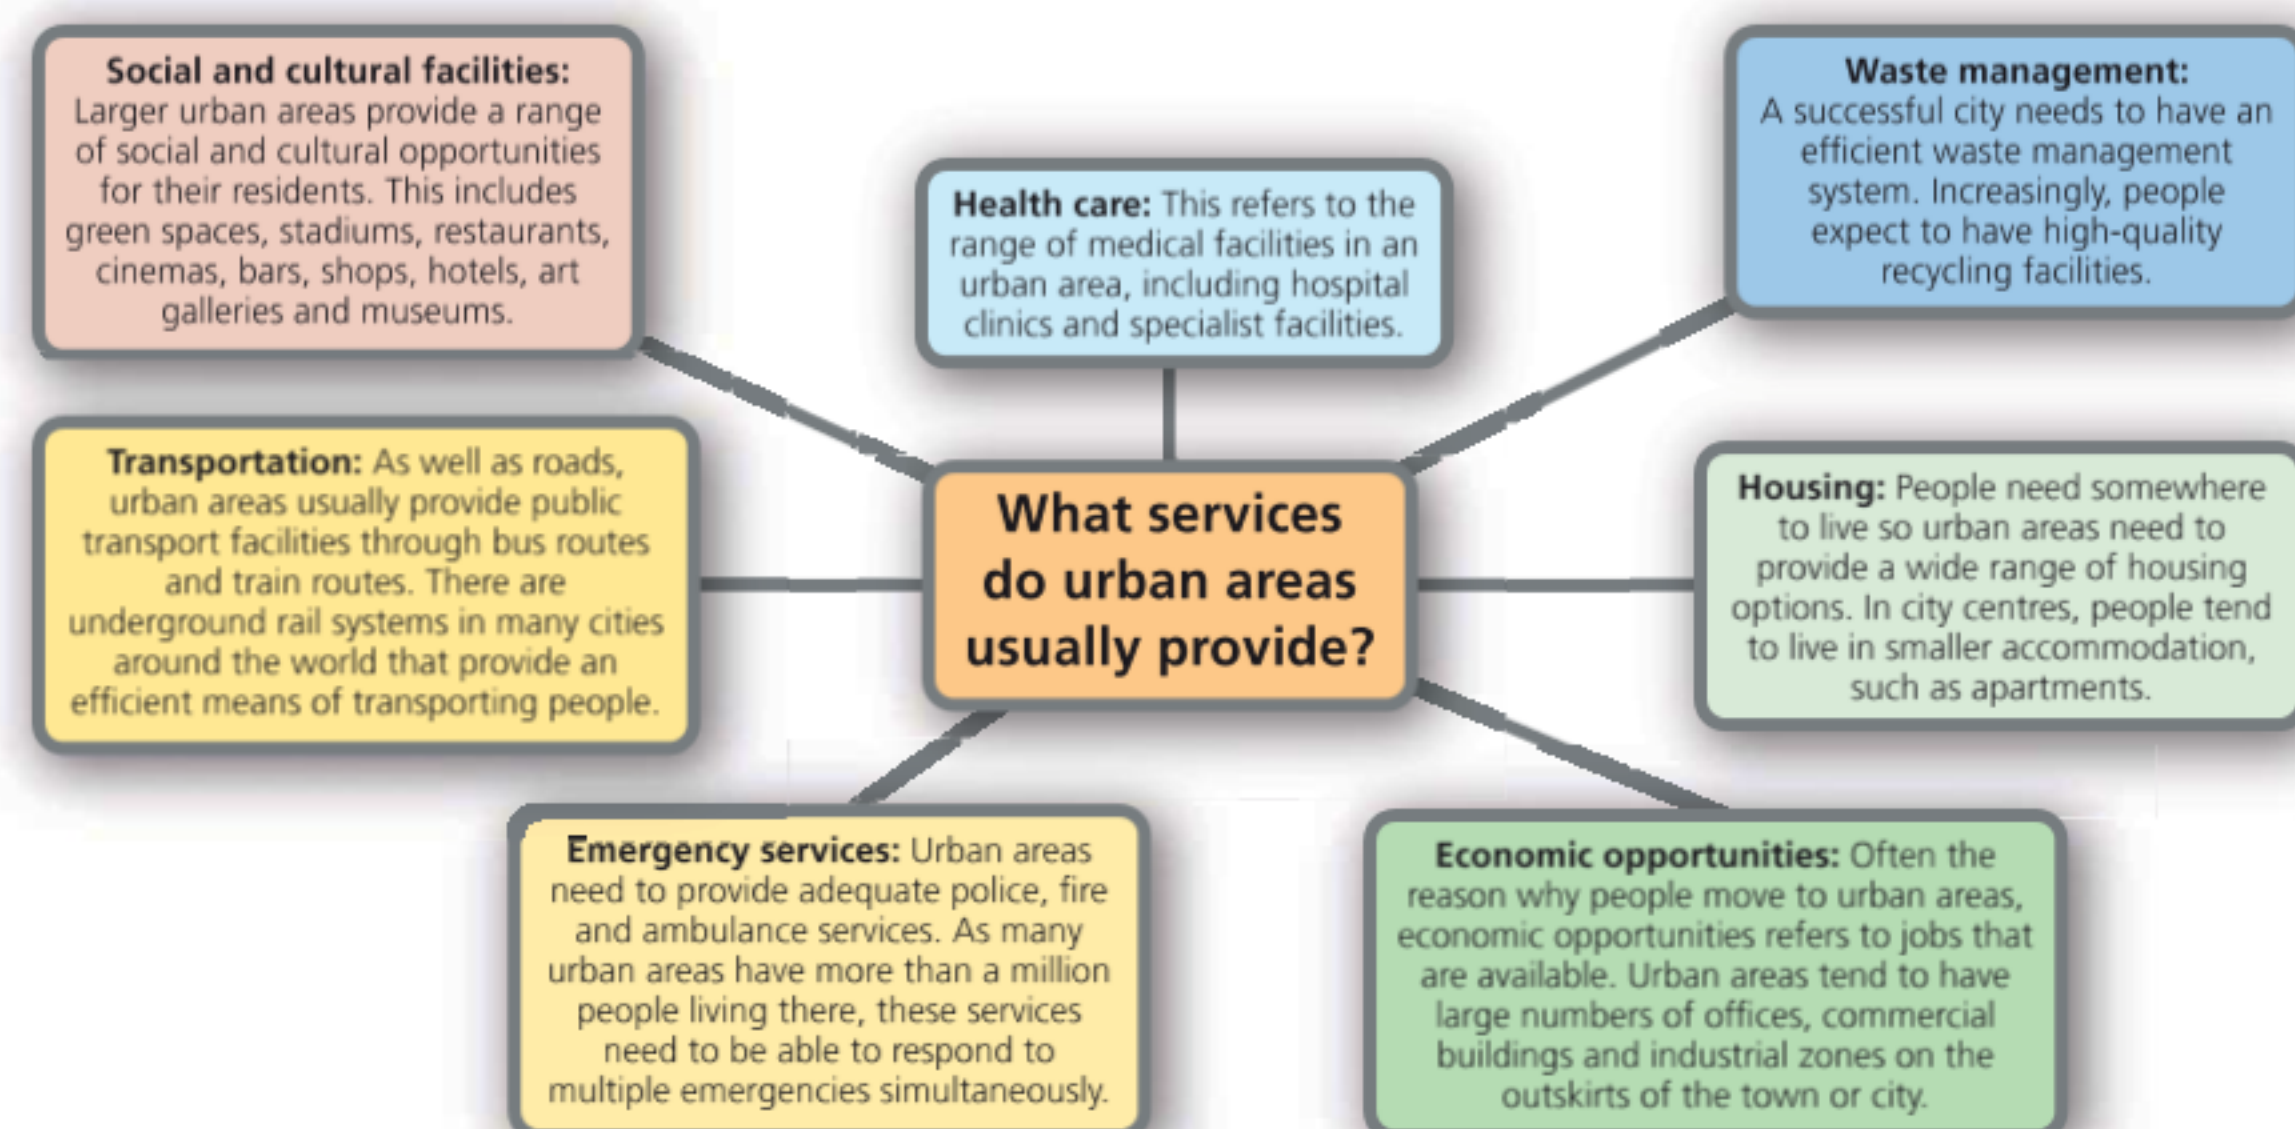 Social and cultural facilities:
Larger urban areas provide a range
of social and cultural opportunities
for their residents. This includes
green spaces, stadiums, restaurants,
cinemas, bars, shops, hotels, art
galleries and museums.
Health care: This refers to the
range of medical facilities in an
urban area, including hospital
clinics and specialist facilities.
Waste management:
A successful city needs to have an
efficient waste management
system. Increasingly, people
expect to have high-quality
recycling facilities.
Transportation: As well as roads,
urban areas usually provide public
transport facilities through bus routes
and train routes. There are
underground rail systems in many cities
around the world that provide an
efficient means of transporting people.
What services
do urban areas
usually provide?
Housing: People need somewhere
to live so urban areas need to
provide a wide range of housing
options. In city centres, people tend
to live in smaller accommodation,
such as apartments.
Emergency services: Urban areas
need to provide adequate police, fire
and ambulance services. As many
urban areas have more than a million
people living there, these services
need to be able to respond to
multiple emergencies simultaneously.
Economic opportunities: Often the
reason why people move to urban areas,
economic opportunities refers to jobs that
are available. Urban areas tend to have
large numbers of offices, commercial
buildings and industrial zones on the
outskirts of the town or city.